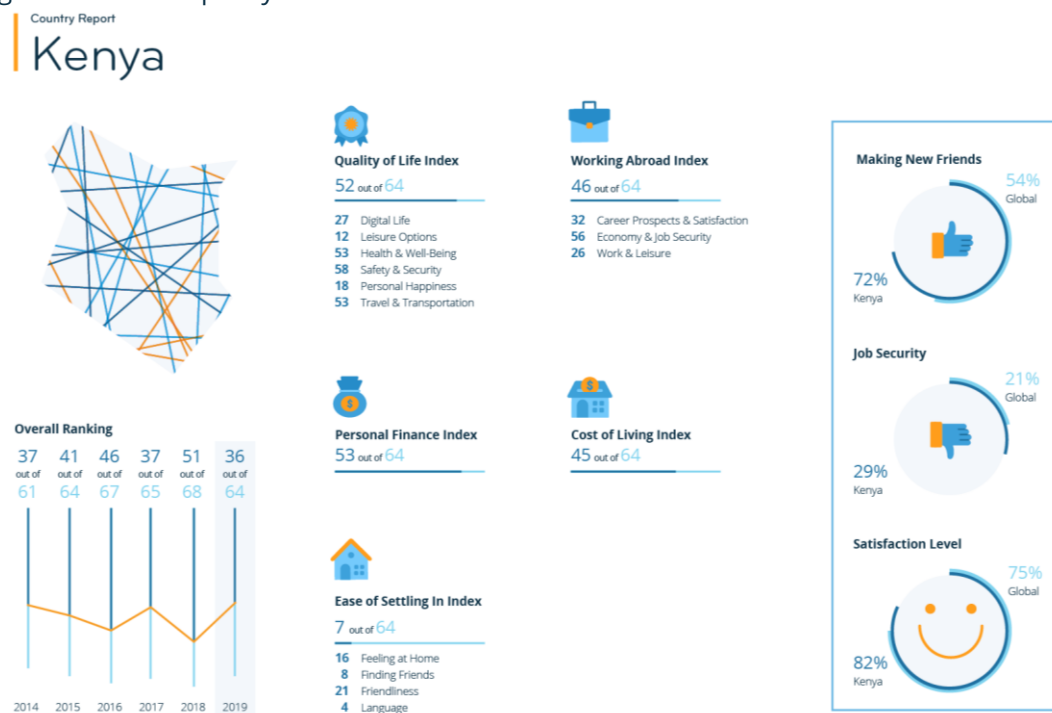 Country Report
Kenya
Quality of Life Index
52 out of 64
27 Digital Life
12 Leisure Options
53 Health & Well-Being
58 Safety & Security
18 Personal Happiness
53 Travel & Transportation
Working Abroad Index
46 out of 64
32 Career Prospects & Satisfaction
56 Economy & Job Security
26 Work & Leisure
Personal Finance Index
53 out of 64
Cost of Living Index
45 out of 64
Ease of Settling In Index
7 out of 64
16 Feeling at Home
8 Finding Friends
21 Friendliness
4 Language
Overall Ranking
37 41 46 37 51 36
out of out of out of out of out of out of
61 64 67 65 68 64
2014 2015 2016 2017 2018 2019
Making New Friends
54%
Global
72%
Kenya
Job Security
21%
Global
29%
Kenya
Satisfaction Level
75%
Global
82%
Kenya